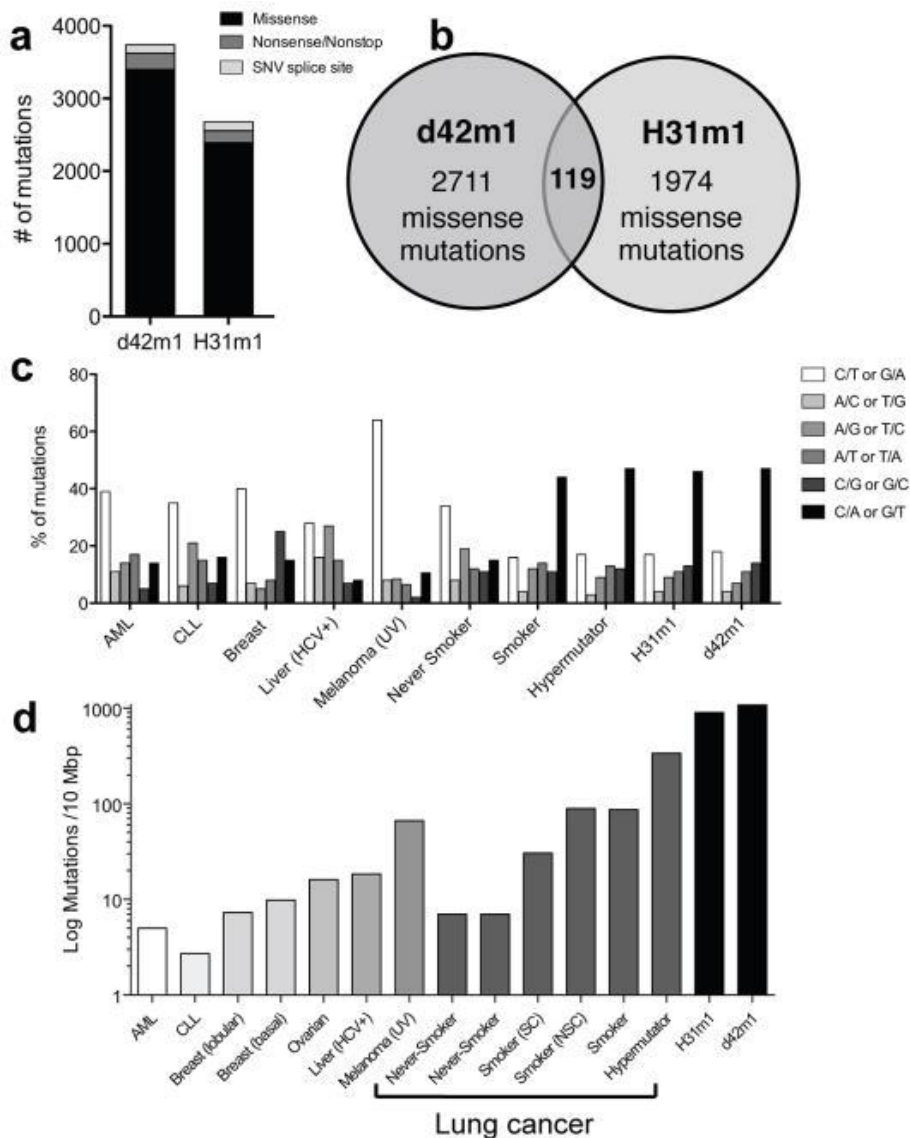 a
4000
3000
2000
1000
0
# of mutations
d42m1 H31m1
Missense
Nonsense/Nonstop
SNV splice site
b
d42m1
2711
missense
mutations
119
H31m1
1974
missense
mutations
c
80
60
40
20
0
% of mutations
AML
CLL
Breast
Liver (HCV+)
Melanoma (UV)
Never Smoker
Smoker
Hypermutator
H31m1
d42m1
C/T or G/A
A/C or T/G
A/G or T/C
A/T or T/A
C/G or G/C
C/A or G/T
d
1000
100
10
1
Log Mutations /10 Mbp
AML
CLL
Breast (lobular)
Breast (basal)
Ovarian
Liver (HCV+)
Melanoma (UV)
Never-Smoker
Never-Smoker
Smoker (SC)
Smoker (NSC)
Smoker
Hypermutator
H31m1
d42m1
Lung cancer